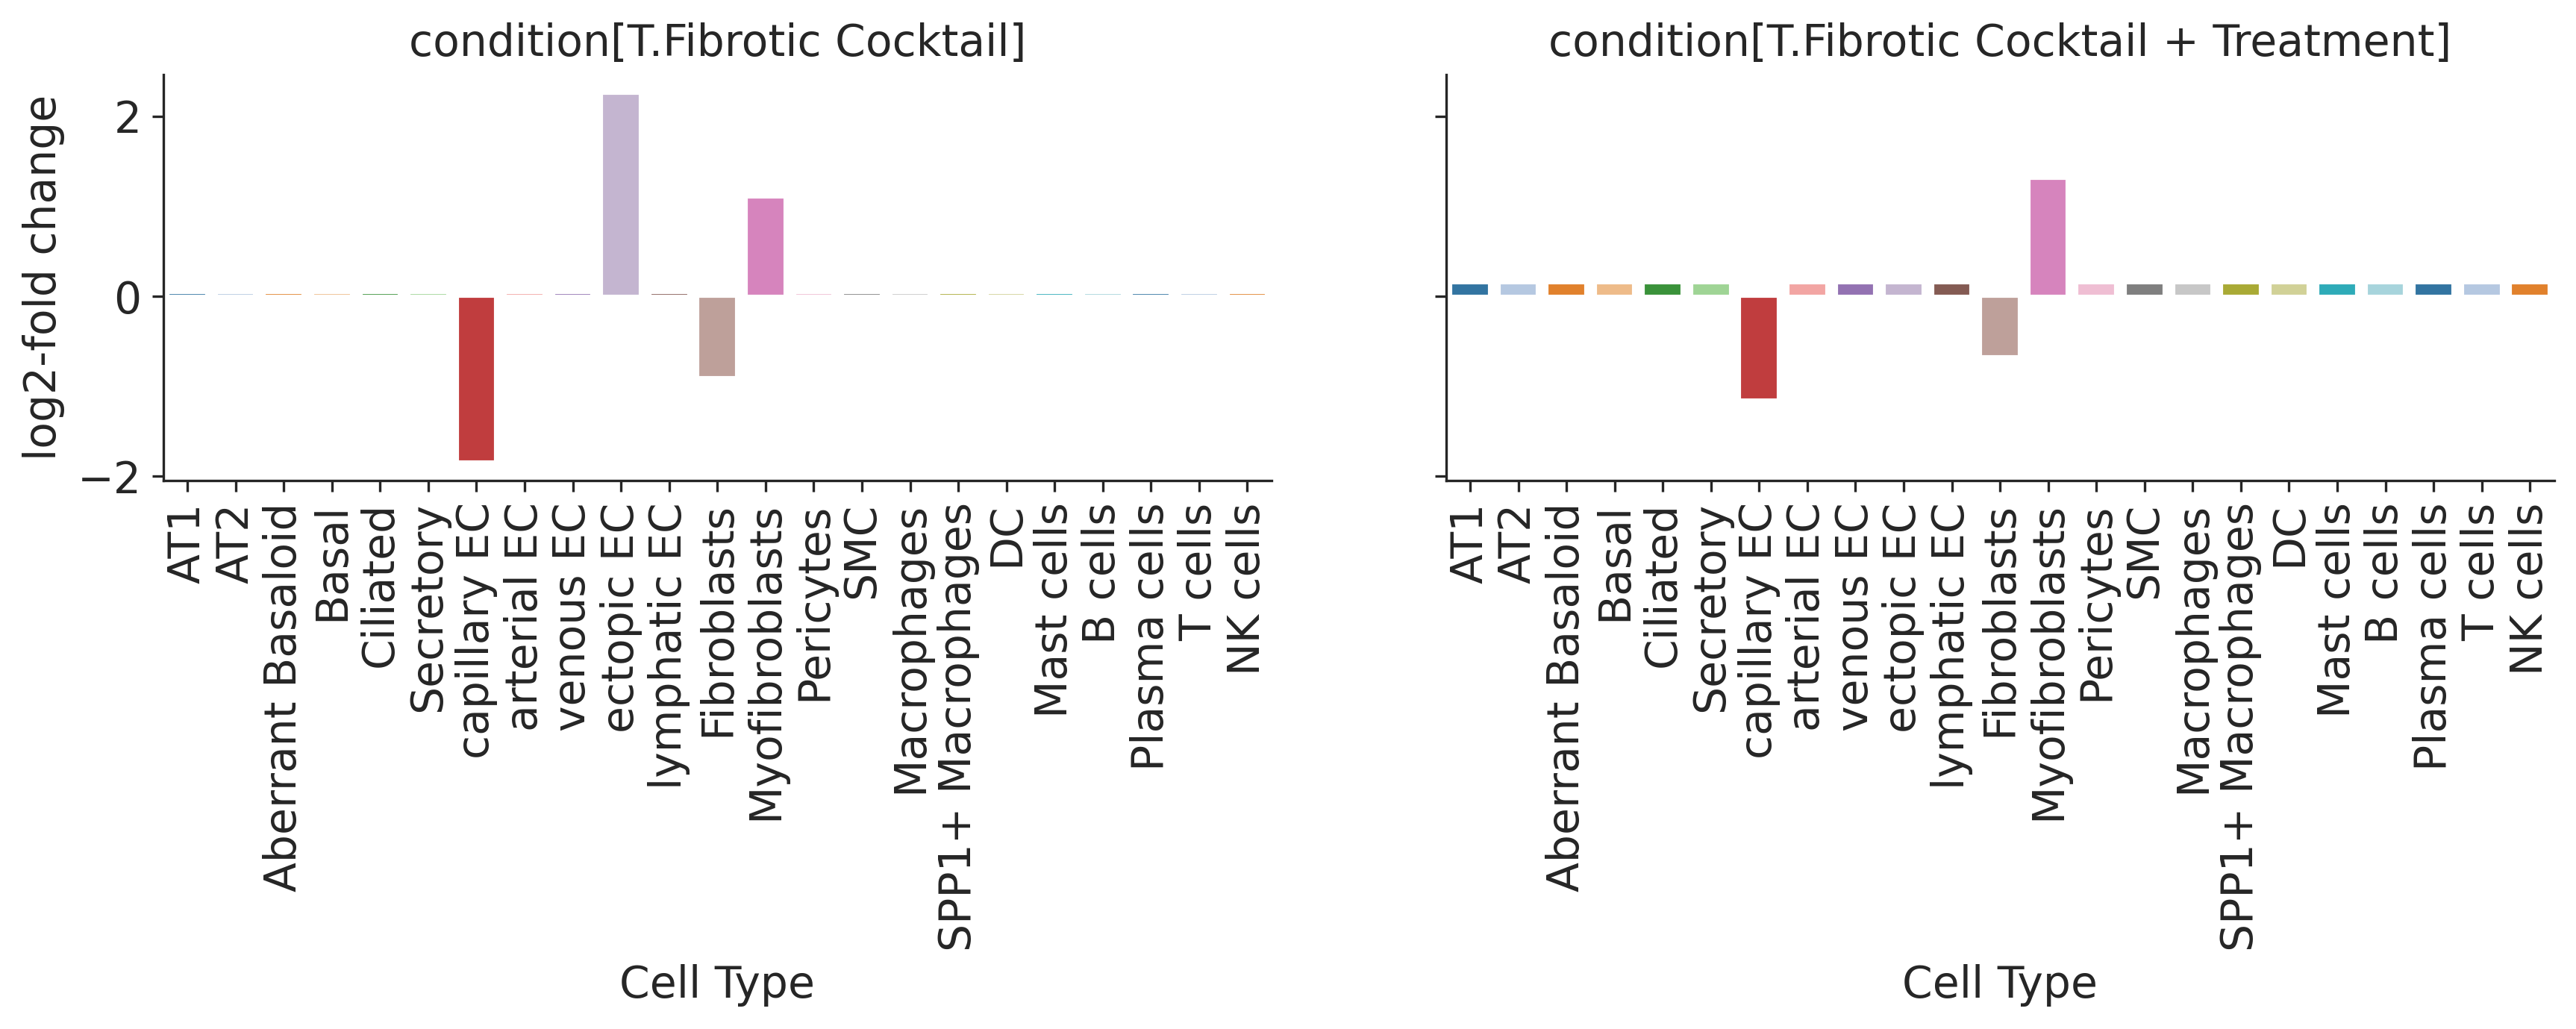 condition[T.Fibrotic Cocktail]
condition[T.Fibrotic Cocktail + Treatment]
log2-fold change
2
0
−2
AT1
AT2
Aberrant Basaloid
Basal
Ciliated
Secretory
capillary EC
arterial EC
venous EC
ectopic EC
lymphatic EC
Fibroblasts
Myofibroblasts
Pericytes
SMC
Macrophages
SPP1+ Macrophages
DC
Mast cells
B cells
Plasma cells
T cells
NK cells
Cell Type
AT1
AT2
Aberrant Basaloid
Basal
Ciliated
Secretory
capillary EC
arterial EC
venous EC
ectopic EC
lymphatic EC
Fibroblasts
Myofibroblasts
Pericytes
SMC
Macrophages
SPP1+ Macrophages
DC
Mast cells
B cells
Plasma cells
T cells
NK cells
Cell Type